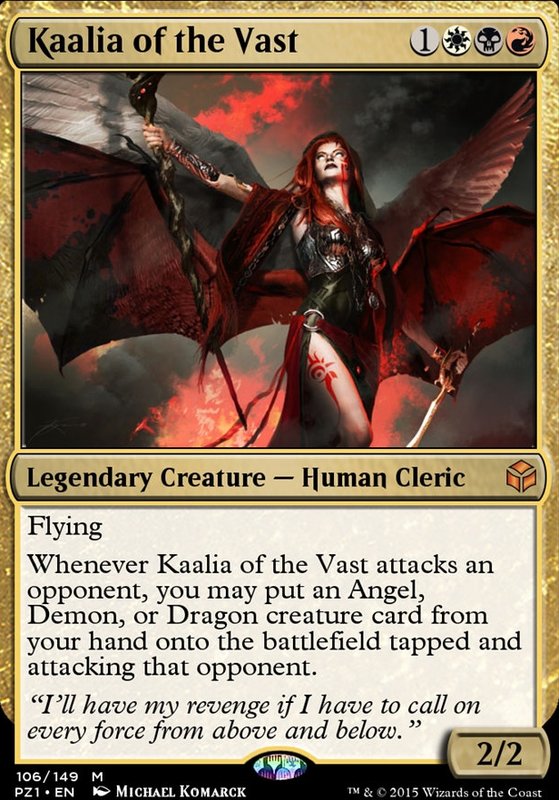 Kaalia of the Vast 1
Legendary Creature — Human Cleric
Flying
Whenever Kaalia of the Vast attacks an
opponent, you may put an Angel,
Demon, or Dragon creature card from
your hand onto the battlefield tapped and
attacking that opponent.
“I’ll have my revenge if I have to call on
every force from above and below.”
2/2
106/149 M
PZ1 • EN Michael Komarck
™ & © 2015 Wizards of the Coast